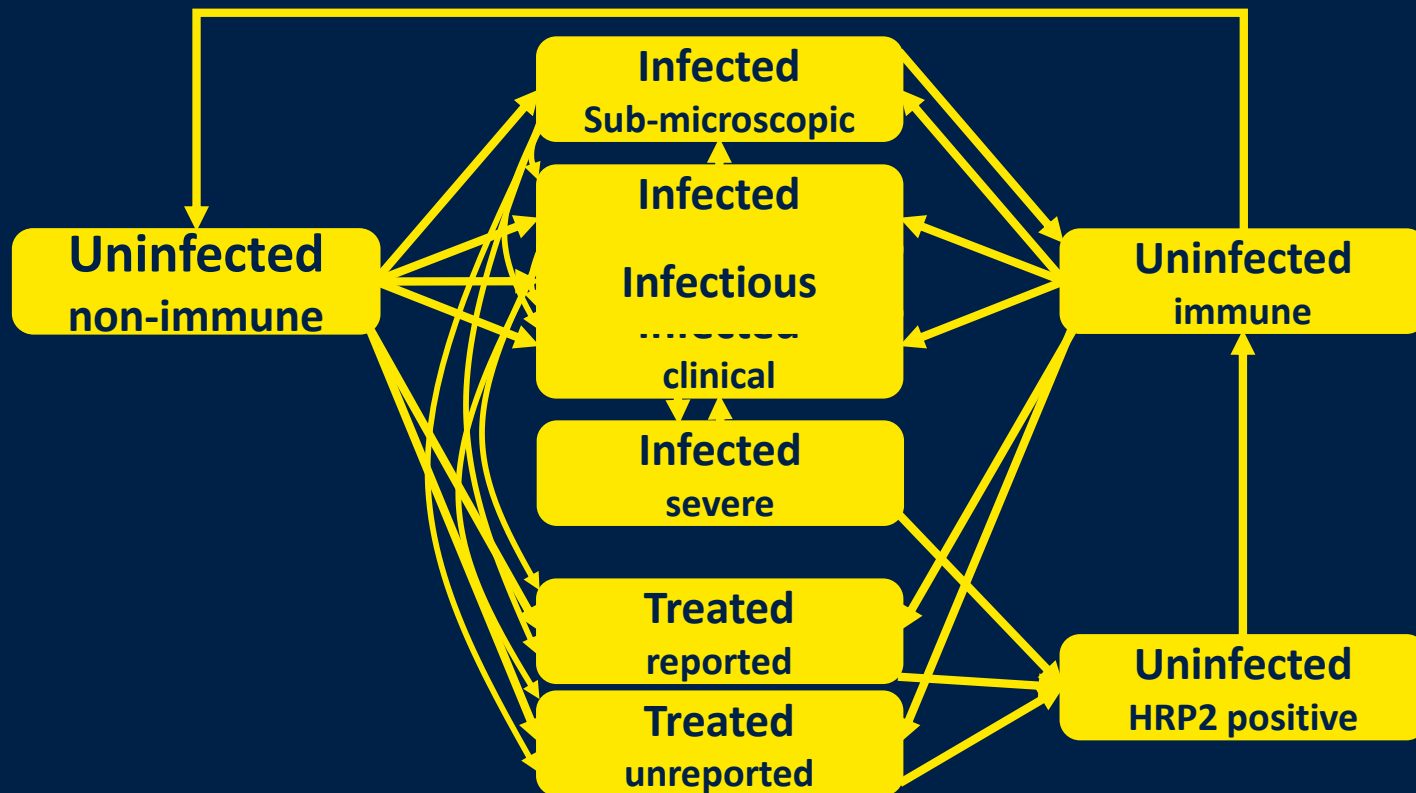 Infected
Sub-microscopic
Infected
Uninfected
non-immune
Infectious
Infected
clinical
Uninfected
immune
Infected
severe
Treated
reported
Treated
unreported
Uninfected
HRP2 positive